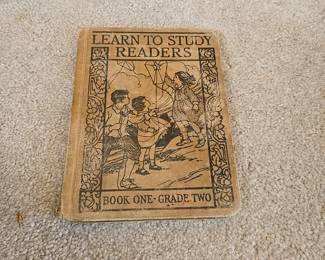 LEARN TO STUDY
READERS
BOOK ONE · GRADE TWO